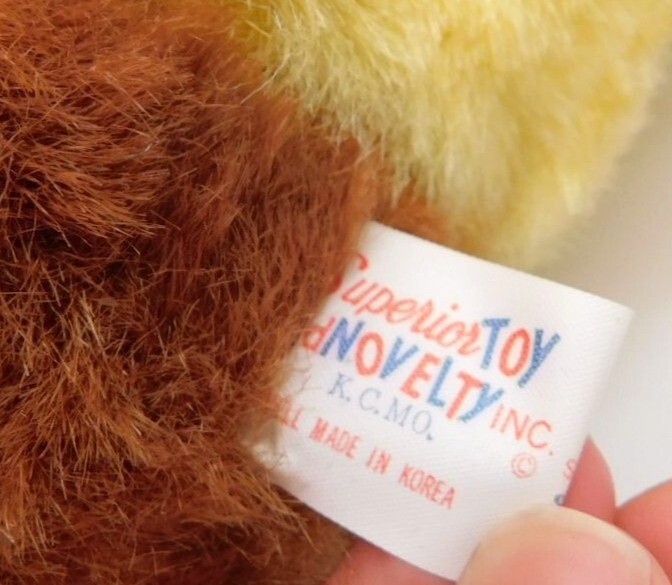 Superior TOY
NOVELTY INC.
K.C.MO.
©
MADE IN KOREA